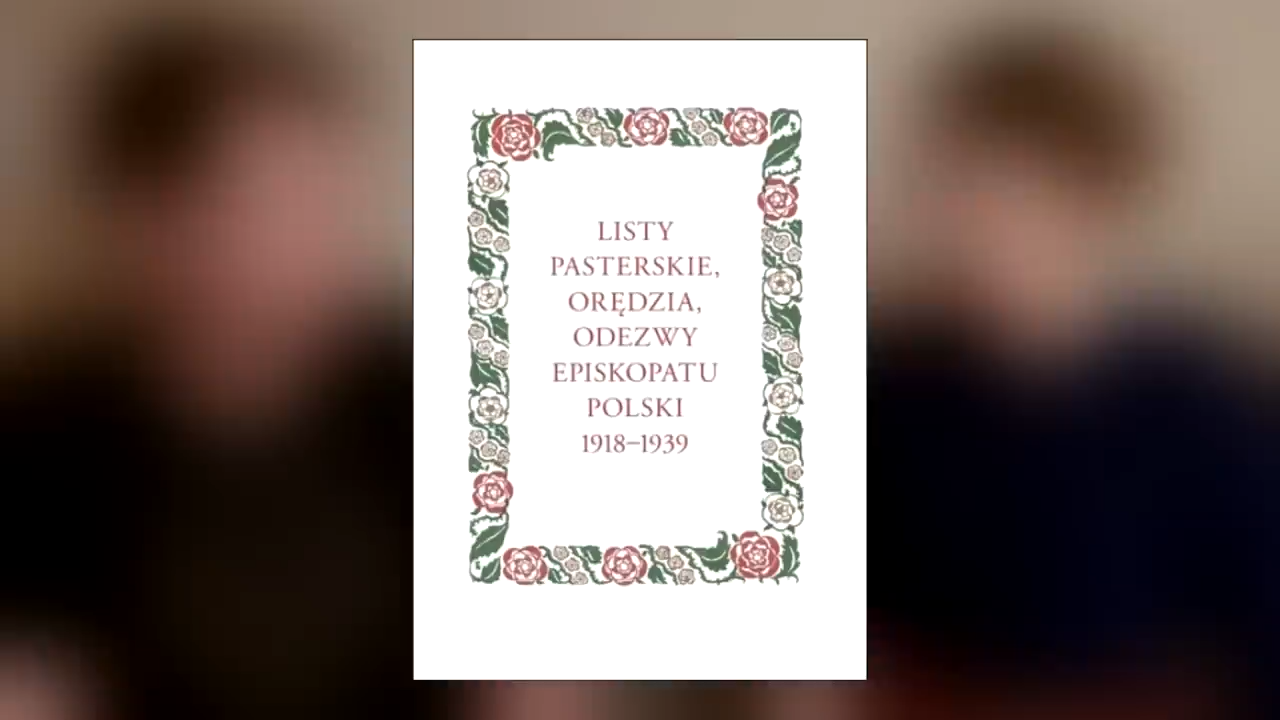 LISTY
PASTERSKIE,
ORĘDZIA,
ODEZWY
EPISKOPATU
POLSKI
1918–1939